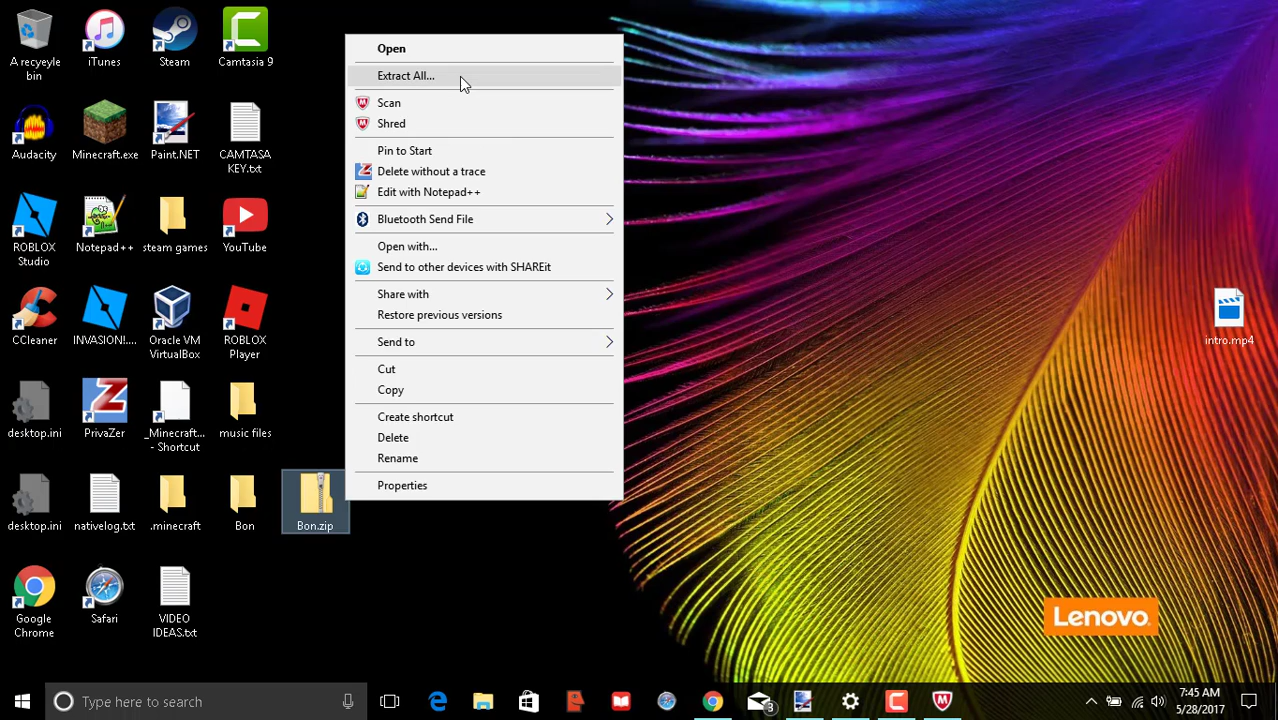 A recyeyle
bin
iTunes
Steam
Camtasia 9
Audacity
Minecraft.exe
Paint.NET
CAMTASA
KEY.txt
ROBLOX
Studio
Notepad++
steam games
YouTube
CCleaner
INVASION!....
Oracle VM
VirtualBox
ROBLOX
Player
desktop.ini
PrivaZer
_Minecraft...
- Shortcut
music files
desktop.ini
nativelog.txt
.minecraft
Bon
Bon.zip
Google
Chrome
Safari
VIDEO
IDEAS.txt
Open
Extract All...
Scan
Shred
Pin to Start
Delete without a trace
Edit with Notepad++
Bluetooth Send File
Open with...
Send to other devices with SHAREit
Share with
Restore previous versions
Send to
Cut
Copy
Create shortcut
Delete
Rename
Properties
intro.mp4
Lenovo
Type here to search
3
7:45 AM
5/28/2017